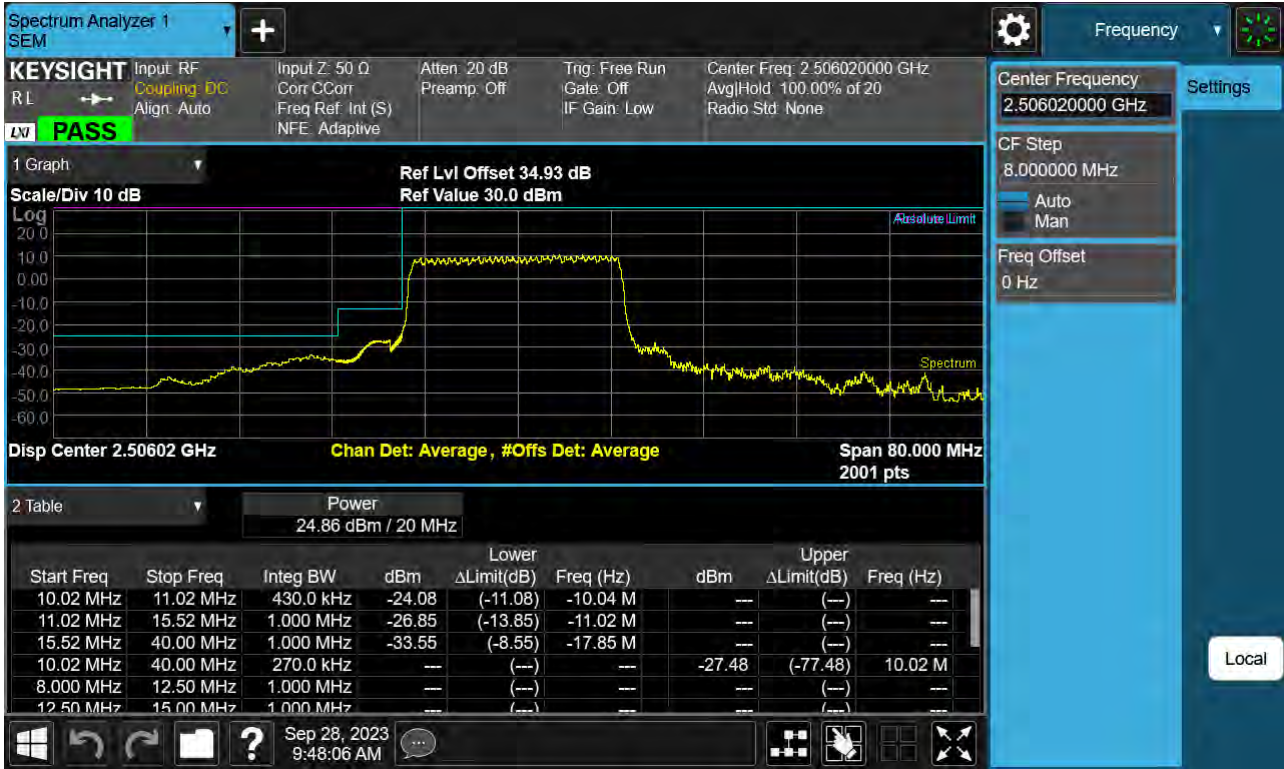 Spectrum Analyzer 1
SEM
Frequency
KEYSIGHT
R L
LXI
PASS
Input: RF
Coupling: DC
Align: Auto
Input Z: 50 Ω
Corr CCorr
Freq Ref: Int (S)
NFE: Adaptive
Atten: 20 dB
Preamp: Off
Trig: Free Run
Gate: Off
IF Gain: Low
Center Freq: 2.506020000 GHz
Avg|Hold: 100.00% of 20
Radio Std: None
Center Frequency
2.506020000 GHz
Settings
CF Step
8.000000 MHz
Auto
Man
Freq Offset
0 Hz
Local
1 Graph
Scale/Div 10 dB
Ref Lvl Offset 34.93 dB
Ref Value 30.0 dBm
Log
20.0
10.0
0.00
-10.0
-20.0
-30.0
-40.0
-50.0
-60.0
Absolute Limit
Spectrum
Disp Center 2.50602 GHz
Chan Det: Average, #Offs Det: Average
Span 80.000 MHz
2001 pts
2 Table
Power
24.86 dBm / 20 MHz
Lower Upper
Start Freq Stop Freq Integ BW dBm ΔLimit(dB) Freq (Hz) dBm ΔLimit(dB) Freq (Hz)
10.02 MHz 11.02 MHz 430.0 kHz -24.08 (-11.08) -10.04 M --- (---) ---
11.02 MHz 15.52 MHz 1.000 MHz -26.85 (-13.85) -11.02 M --- (---) ---
15.52 MHz 40.00 MHz 1.000 MHz -33.55 (-8.55) -17.85 M --- (---) ---
10.02 MHz 40.00 MHz 270.0 kHz --- (---) --- -27.48 (-77.48) 10.02 M
8.000 MHz 12.50 MHz 1.000 MHz --- (---) --- --- (---) ---
12.50 MHz 15.00 MHz 1.000 MHz --- (---) --- --- (---) ---
?
Sep 28, 2023
9:48:06 AM